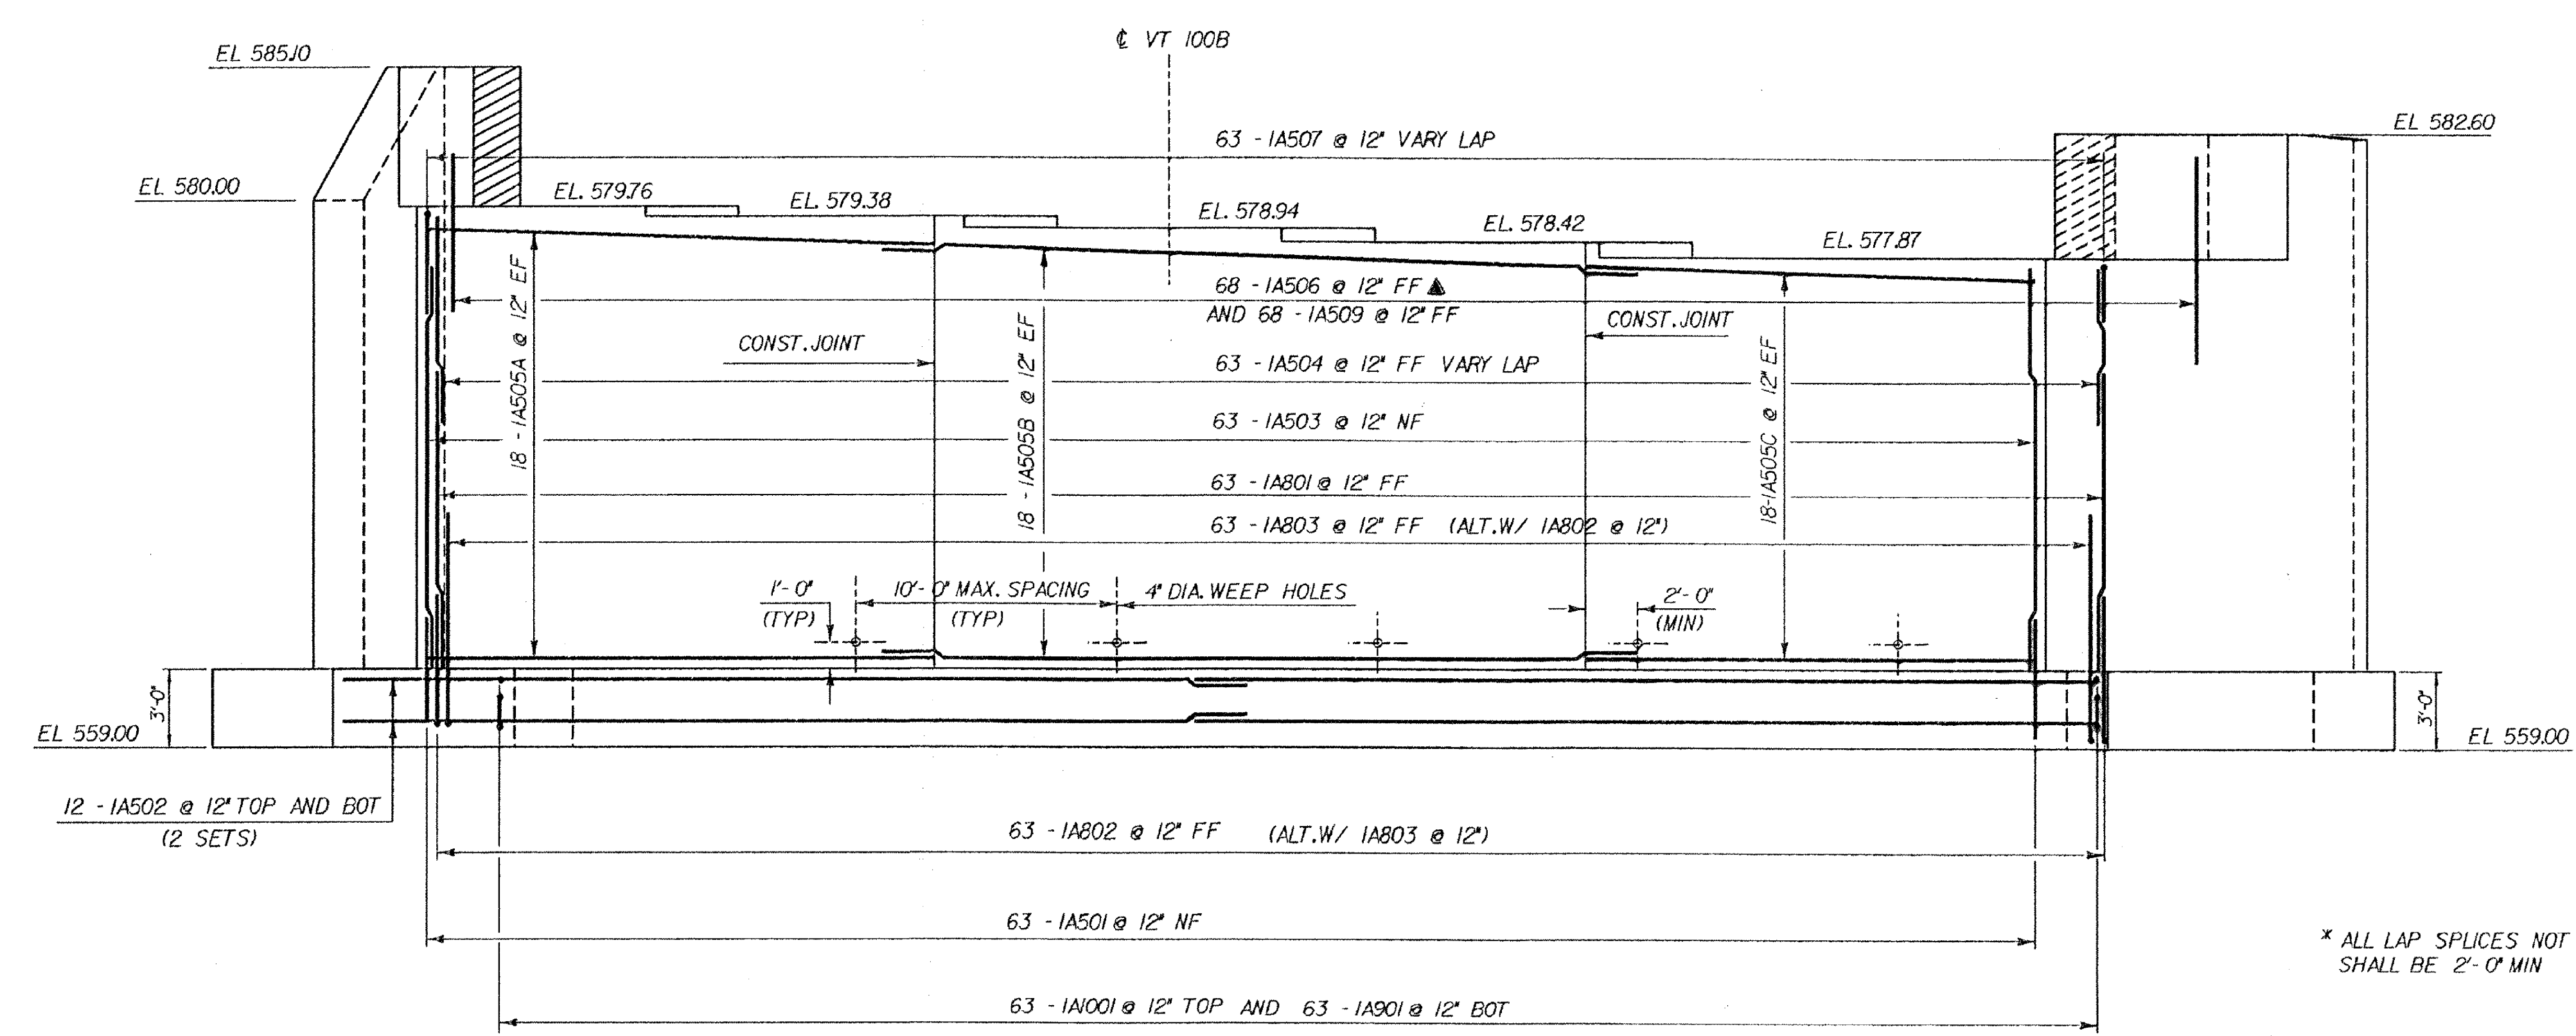 ℄ VT 100B
EL 585.10
EL 582.60
63 - 1A507 @ 12" VARY LAP
EL 580.00
EL. 579.76
EL. 579.38
EL. 578.94
EL. 578.42
EL. 577.87
68 - 1A506 @ 12" FF ▲
AND 68 - 1A509 @ 12" FF
CONST. JOINT
CONST. JOINT
18 - 1A505A @ 12" EF
18 - 1A505B @ 12" EF
18-1A505C @ 12" EF
63 - 1A504 @ 12" FF VARY LAP
63 - 1A503 @ 12" NF
63 - 1A801 @ 12" FF
63 - 1A803 @ 12" FF (ALT. W/ 1A802 @ 12")
1'- 0"
(TYP)
10'- 0" MAX. SPACING
(TYP)
4" DIA. WEEP HOLES
2'- 0"
(MIN)
3'-0"
3'-0"
EL 559.00
EL 559.00
12 - 1A502 @ 12" TOP AND BOT
(2 SETS)
63 - 1A802 @ 12" FF (ALT. W/ 1A803 @ 12")
63 - 1A501 @ 12" NF
* ALL LAP SPLICES NOT
SHALL BE 2'- 0" MIN
63 - 1A1001 @ 12" TOP AND 63 - 1A901 @ 12" BOT